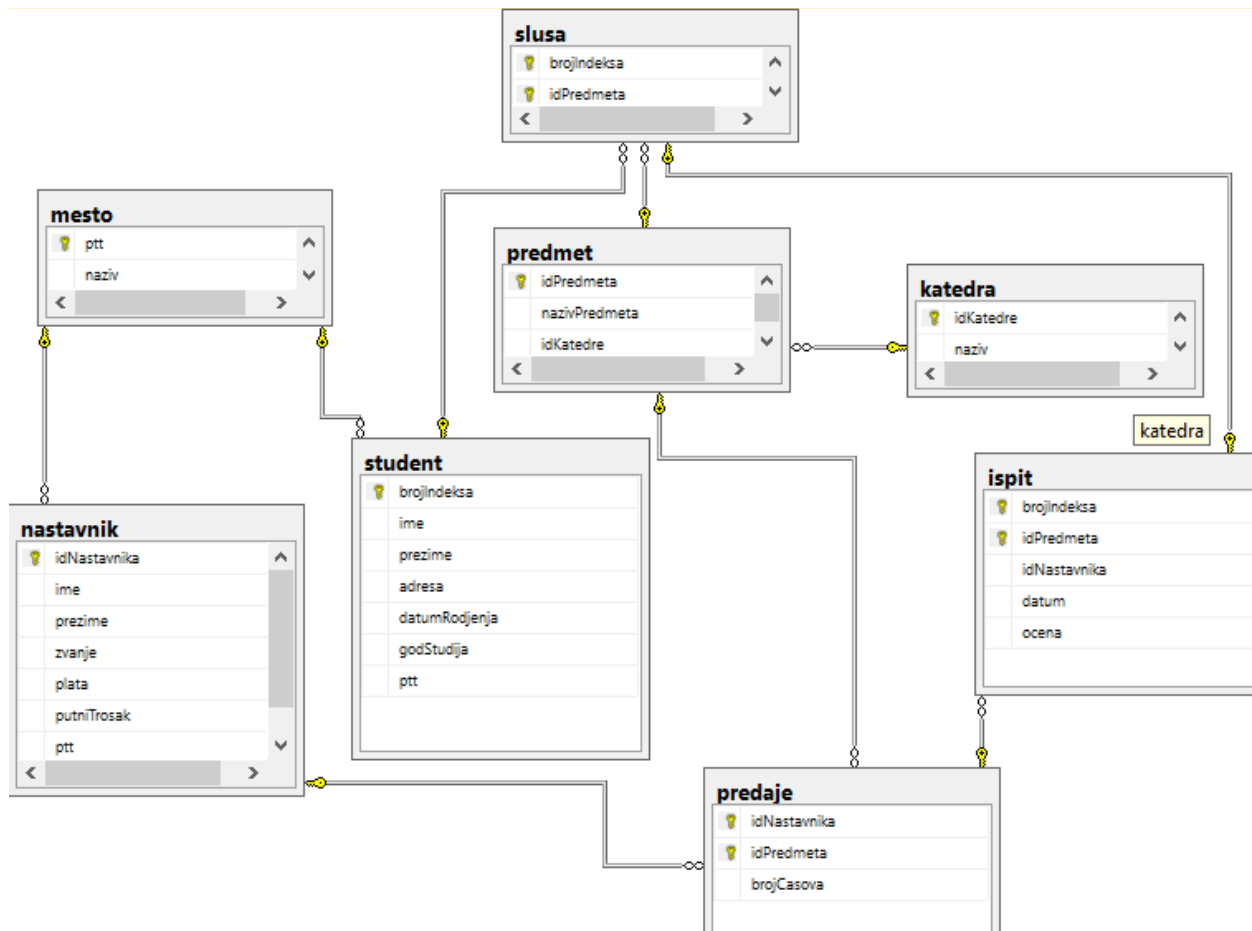 slusa
brojIndeksa
idPredmeta
mesto
ptt
naziv
predmet
idPredmeta
nazivPredmeta
idKatedre
katedra
idKatedre
naziv
katedra
student
brojIndeksa
ime
prezime
adresa
datumRodjenja
godStudija
ptt
ispit
brojIndeksa
idPredmeta
idNastavnika
datum
ocena
nastavnik
idNastavnika
ime
prezime
zvanje
plata
putniTrosak
ptt
predaje
idNastavnika
idPredmeta
brojCasova